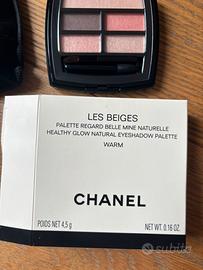 LES BEIGES
PALETTE REGARD BELLE MINE NATURELLE
HEALTHY GLOW NATURAL EYESHADOW PALETTE
WARM
CHANEL
POIDS NET 4,5 g NET WT. 0.16 OZ.
subito